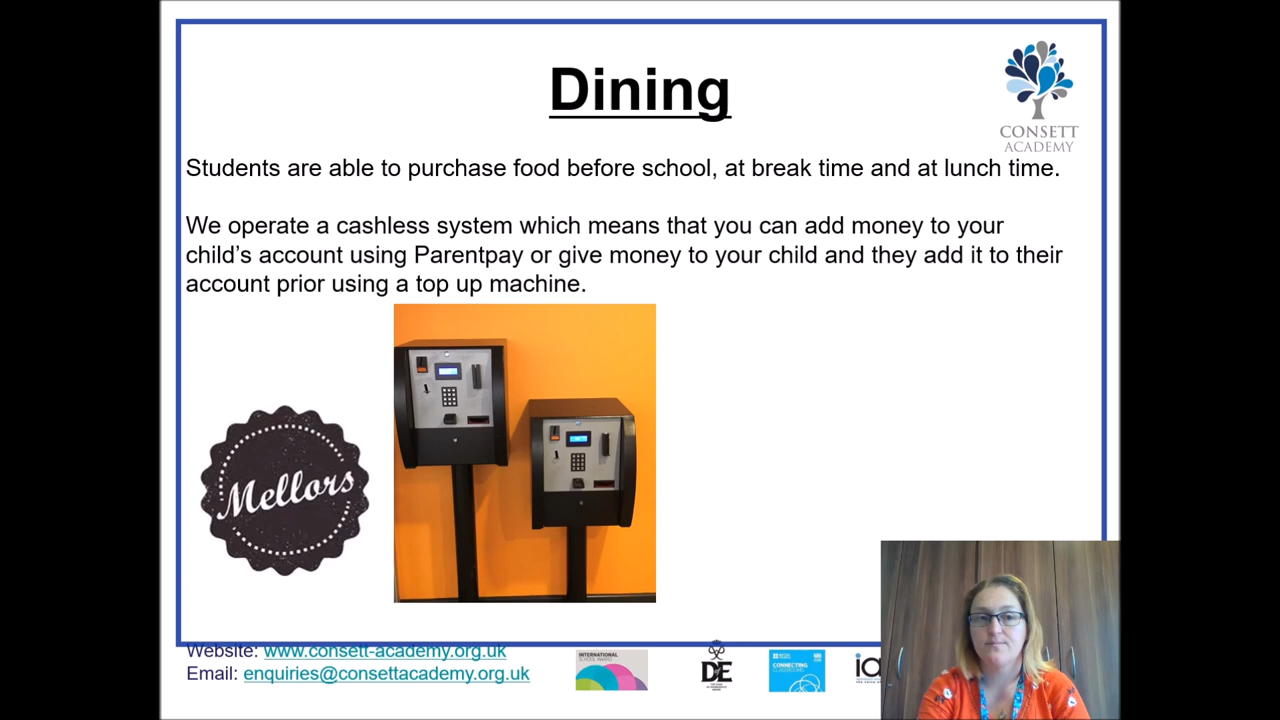 Dining
CONSETT
ACADEMY
Students are able to purchase food before school, at break time and at lunch time.
We operate a cashless system which means that you can add money to your
child’s account using Parentpay or give money to your child and they add it to their
account prior using a top up machine.
Mellors
Website: www.consett-academy.org.uk
Email: enquiries@consettacademy.org.uk
INTERNATIONAL
SCHOOL AWARD
DE
CONNECTING
CLASSROOMS